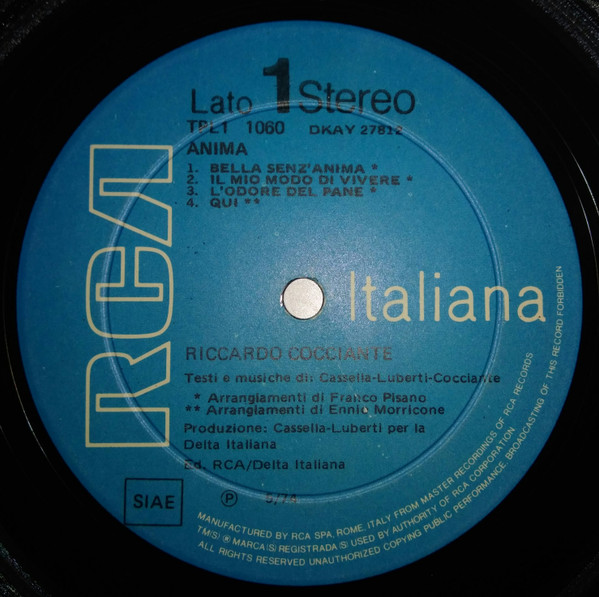 Lato 1 Stereo
TPL1 1060 DKAY 27812
ANIMA
1. BELLA SENZ'ANIMA *
2. IL MIO MODO DI VIVERE *
3. L'ODORE DEL PANE *
4. QUI **
RCA
Italiana
RICCARDO COCCIANTE
Testi e musiche di: Cassella-Luberti-Cocciante
* Arrangiamenti di Franco Pisano
** Arrangiamenti di Ennio Morricone
Produzione: Cassella-Luberti per la
Delta Italiana
Ed. RCA/Delta Italiana
SIAE
Ⓟ 5/74
MANUFACTURED BY RCA SPA. ROME. ITALY FROM MASTER RECORDINGS OF RCA RECORDS
TM(S) ® MARCA(S) REGISTRADA(S) USED BY AUTHORITY OF RCA CORPORATION.
ALL RIGHTS RESERVED UNAUTHORIZED COPYING PUBLIC PERFORMANCE. BROADCASTING OF THIS RECORD FORBIDDEN